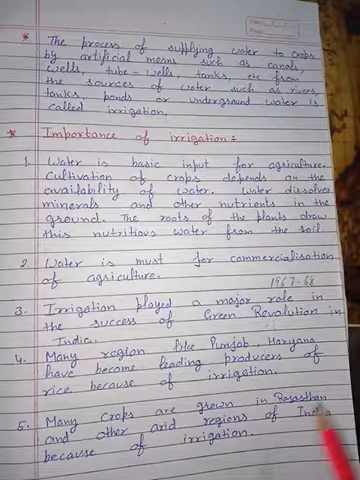 * The process of supplying water to crops
by artificial means such as canals,
wells, tube-wells, tanks, etc from
the sources of water such as rivers,
tanks, ponds or underground water is
called irrigation.
* Importance of irrigation:-
1. Water is basic input for agriculture.
Cultivation of crops depends on the
availability of water. Water dissolves
minerals and other nutrients in the
ground. The roots of the plants draw
this nutritious water from the soil.
2. Water is must for commercialisation
of agriculture.
1967-68
3. Irrigation played a major role in
the success of Green Revolution in
India.
4. Many region like Punjab, Haryana
have become leading producers of
rice because of irrigation.
5. Many crops are grown in Rajasthan
and other arid regions of India
because of irrigation.